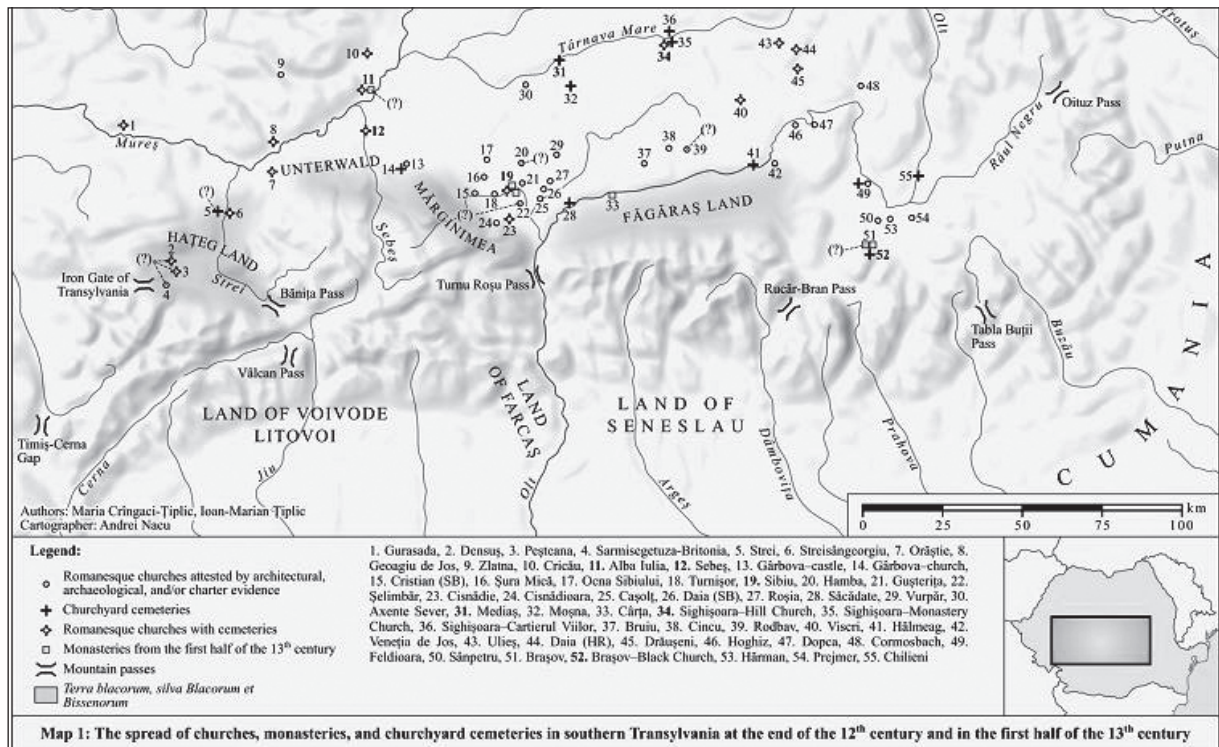 36
Târnava Mare
35
34
43
44
45
Olt
Trotuș
10
9
11
(?)
31
30
32
48
Oituz Pass
1
Mureș
8
12
40
46
47
Râul Negru
Putna
7
UNTERWALD
14
13
17
20
(?)
29
38
(?)
39
37
41
42
16
19
15
18
21
27
26
25
22
(?)
24
23
28
33
49
55
MĂRGINIMEA
FĂGĂRAȘ LAND
(?)
5
6
50
53
54
51
(?)
52
HAȚEG LAND
Sebeș
(?)
2
3
4
Iron Gate of
Transylvania
Strei
Bănița Pass
Turnu Roșu Pass
Rucăr-Bran Pass
Tabla Buții
Pass
Buzău
Vâlcan Pass
LAND OF VOIVODE
LITOVOI
LAND
OF FARCAȘ
LAND OF
SENESLAU
CUMANIA
Timiș-Cerna
Gap
Cerna
Jiu
Olt
Argeș
Dâmbovița
Prahova
Authors: Maria Crîngaci-Țiplic, Ioan-Marian Țiplic
Cartographer: Andrei Nacu
km
0 25 50 75 100
Legend:
Romanesque churches attested by architectural,
archaeological, and/or charter evidence
Churchyard cemeteries
Romanesque churches with cemeteries
Monasteries from the first half of the 13th century
Mountain passes
Terra blacorum, silva Blacorum et
Bissenorum
1. Gurasada, 2. Densuș, 3. Peșteana, 4. Sarmisegetuza-Britonia, 5. Strei, 6. Streisângeorgiu, 7. Orăștie, 8.
Geoagiu de Jos, 9. Zlatna, 10. Cricău, 11. Alba Iulia, 12. Sebeș, 13. Gârbova–castle, 14. Gârbova–church,
15. Cristian (SB), 16. Șura Mică, 17. Ocna Sibiului, 18. Turnișor, 19. Sibiu, 20. Hamba, 21. Gușterița, 22.
Șelimbăr, 23. Cisnădie, 24. Cisnădioara, 25. Casolț, 26. Daia (SB), 27. Roșia, 28. Săcădate, 29. Vurpăr, 30.
Axente Sever, 31. Mediaș, 32. Moșna, 33. Cârța, 34. Sighișoara–Hill Church, 35. Sighișoara–Monastery
Church, 36. Sighișoara–Cartierul Viilor, 37. Bruiu, 38. Cincu, 39. Rodbav, 40. Viscri, 41. Hălmeag, 42.
Veneția de Jos, 43. Ulieș, 44. Daia (HR), 45. Drăușeni, 46. Hoghiz, 47. Dopca, 48. Cormosbach, 49.
Feldioara, 50. Sânpetru, 51. Brașov, 52. Brașov–Black Church, 53. Hărman, 54. Prejmer, 55. Chilieni
Map 1: The spread of churches, monasteries, and churchyard cemeteries in southern Transylvania at the end of the 12th century and in the first half of the 13th century